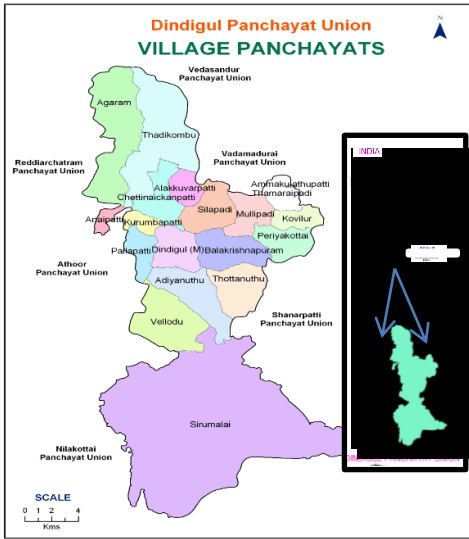 Dindigul Panchayat Union
VILLAGE PANCHAYATS
N
Vedasandur
Panchayat Union
Agaram
Thadikombu
Reddiarchatram
Panchayat Union
Vadamadurai
Panchayat Union
INDIA
Alakkuvarpatti
Chettinaickanpatti
Ammakulathupatti
Thamaraipadi
Anaipatti
Kurumbapatti
Silapadi
Mullipadi
Kovilur
Periyakottai
Pallapatti
Dindigul (M)
Balakrishnapuram
Athoor
Panchayat Union
Adiyanuthu
Thottanuthu
Vellodu
Shanarpatti
Panchayat Union
Sirumalai
Nilakottai
Panchayat Union
SCALE
0 1 2 4
Kms